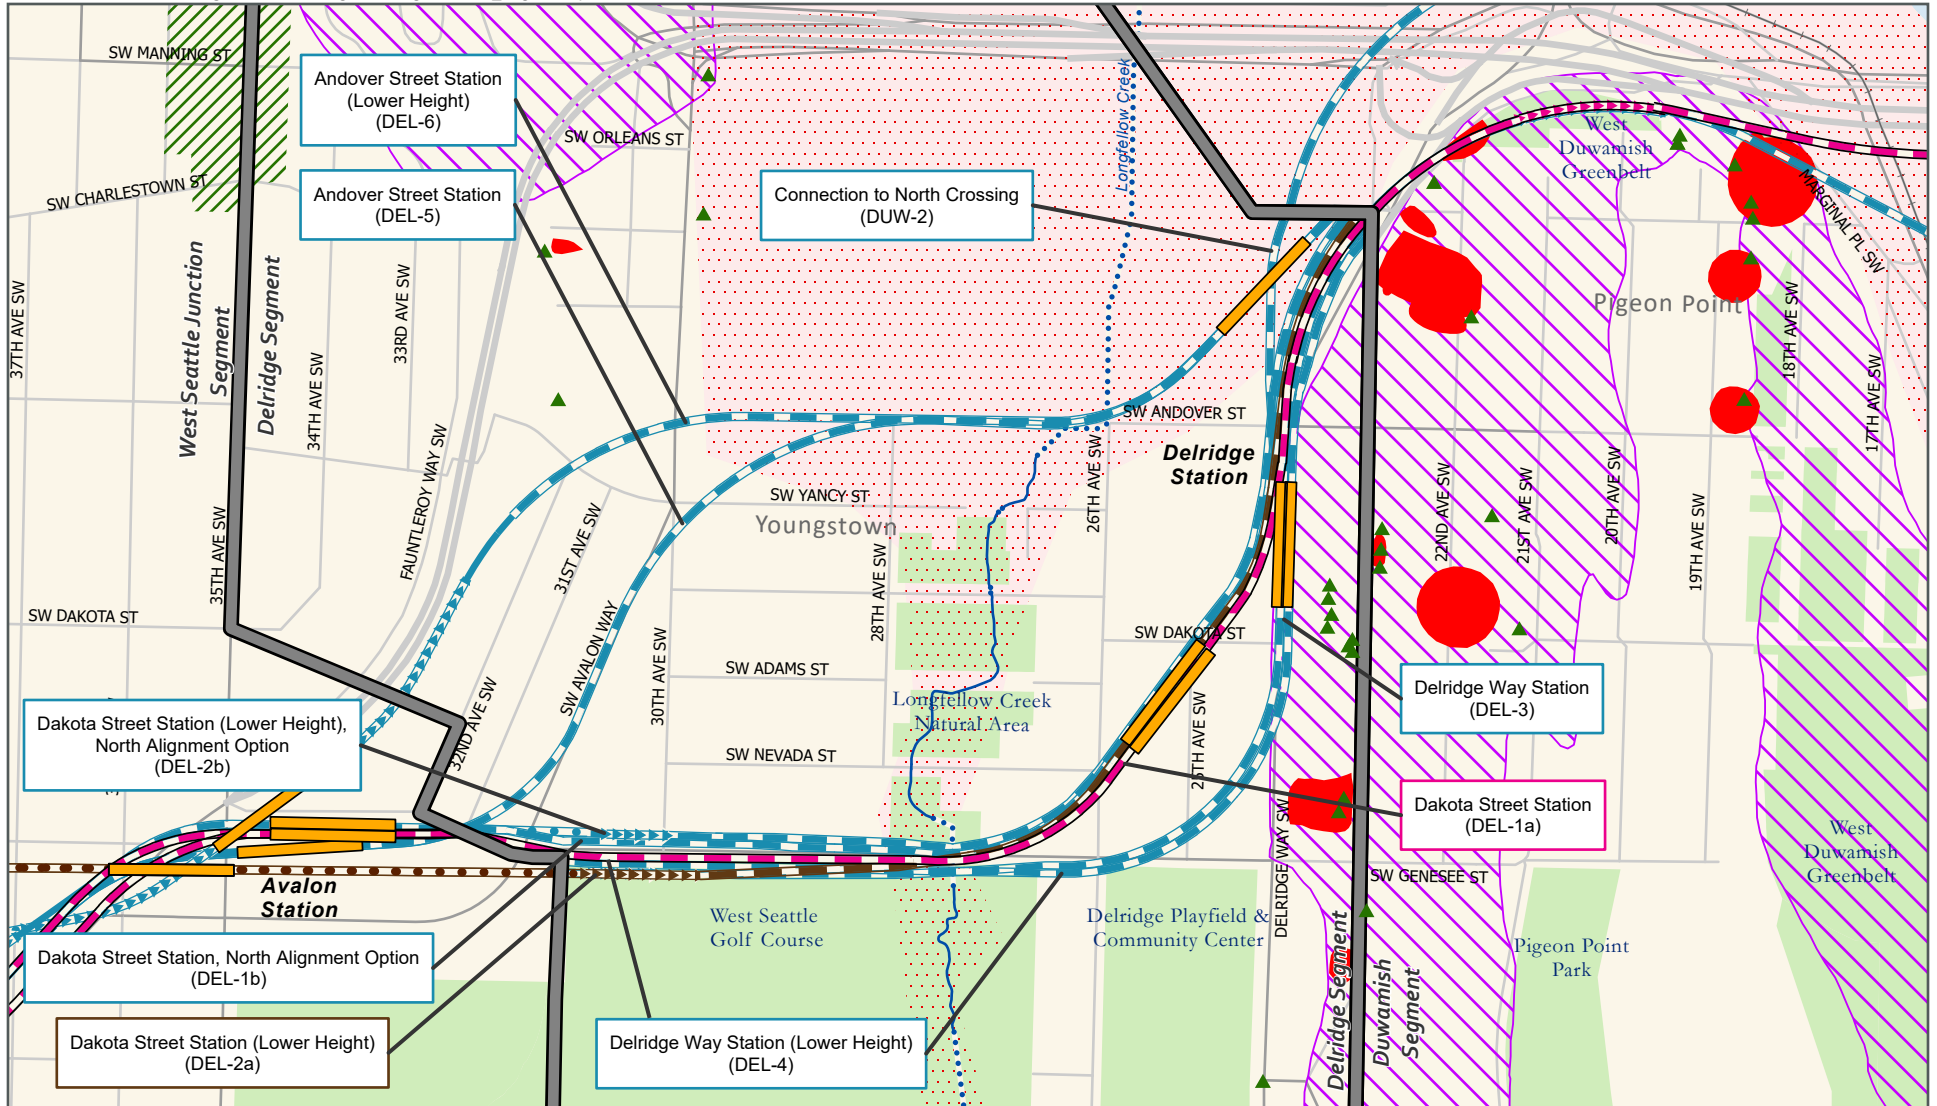 SW MANNING ST
Andover Street Station
(Lower Height)
(DEL-6)
SW ORLEANS ST
Longfellow Creek
West
Duwamish
Greenbelt
SW CHARLESTOWN ST
Andover Street Station
(DEL-5)
Connection to North Crossing
(DUW-2)
MARGINAL PL SW
37TH AVE SW
West Seattle Junction
Segment
Delridge Segment
34TH AVE SW
33RD AVE SW
Pigeon Point
18TH AVE SW
17TH AVE SW
SW ANDOVER ST
Delridge
Station
FAUNTLEROY WAY SW
SW YANCY ST
Youngstown
26TH AVE SW
22ND AVE SW
21ST AVE SW
20TH AVE SW
19TH AVE SW
35TH AVE SW
31ST AVE SW
28TH AVE SW
SW DAKOTA ST
SW DAKOTA ST
SW AVALON WAY
30TH AVE SW
SW ADAMS ST
Longfellow Creek
Natural Area
Delridge Way Station
(DEL-3)
Dakota Street Station (Lower Height),
North Alignment Option
(DEL-2b)
32ND AVE SW
SW NEVADA ST
25TH AVE SW
Dakota Street Station
(DEL-1a)
DELRIDGE WAY SW
West
Duwamish
Greenbelt
SW GENESEE ST
Avalon
Station
West Seattle
Golf Course
Delridge Playfield &
Community Center
Pigeon Point
Park
Dakota Street Station, North Alignment Option
(DEL-1b)
Delridge Segment
Duwamish
Segment
Dakota Street Station (Lower Height)
(DEL-2a)
Delridge Way Station (Lower Height)
(DEL-4)